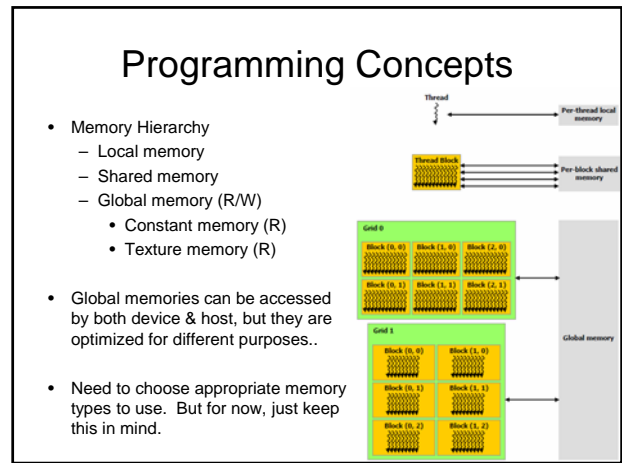 Programming Concepts
• Memory Hierarchy
– Local memory
– Shared memory
– Global memory (R/W)
• Constant memory (R)
• Texture memory (R)
• Global memories can be accessed
by both device & host, but they are
optimized for different purposes..
• Need to choose appropriate memory
types to use. But for now, just keep
this in mind.
Thread
Per-thread local
memory
Thread Block
Per-block shared
memory
Grid 0
Block (0, 0) Block (1, 0) Block (2, 0)
Block (0, 1) Block (1, 1) Block (2, 1)
Global memory
Grid 1
Block (0, 0) Block (1, 0)
Block (0, 1) Block (1, 1)
Block (0, 2) Block (1, 2)